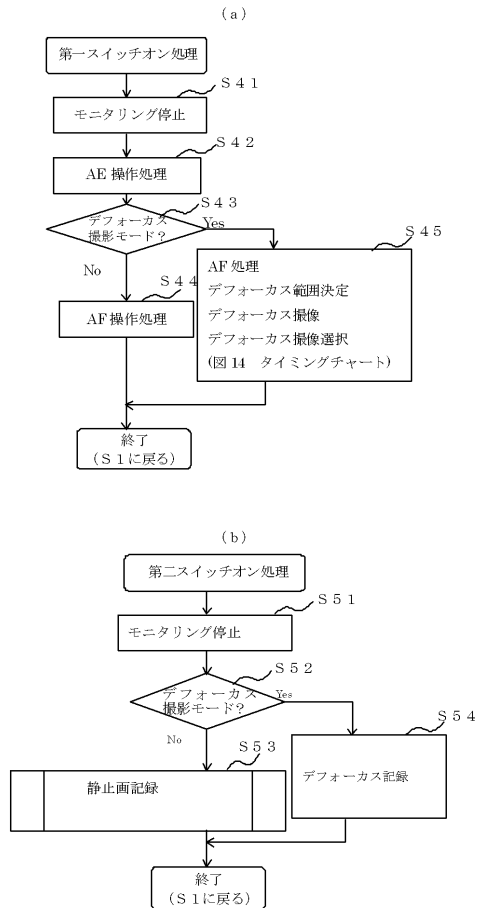 (a)
第一スイッチオン処理
S41
モニタリング停止
S42
AE操作処理
S43
デフォーカス
撮影モード?
Yes
No
S45
AF処理
デフォーカス範囲決定
デフォーカス撮像
デフォーカス撮像選択
(図14 タイミングチャート)
S44
AF操作処理
終了
(S1に戻る)
(b)
第二スイッチオン処理
S51
モニタリング停止
S52
デフォーカス
撮影モード?
Yes
No
S54
デフォーカス記録
S53
静止画記録
終了
(S1に戻る)